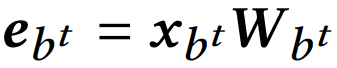 𝒆_{b^t} = 𝒙_{b^t} 𝑾_{b^t}